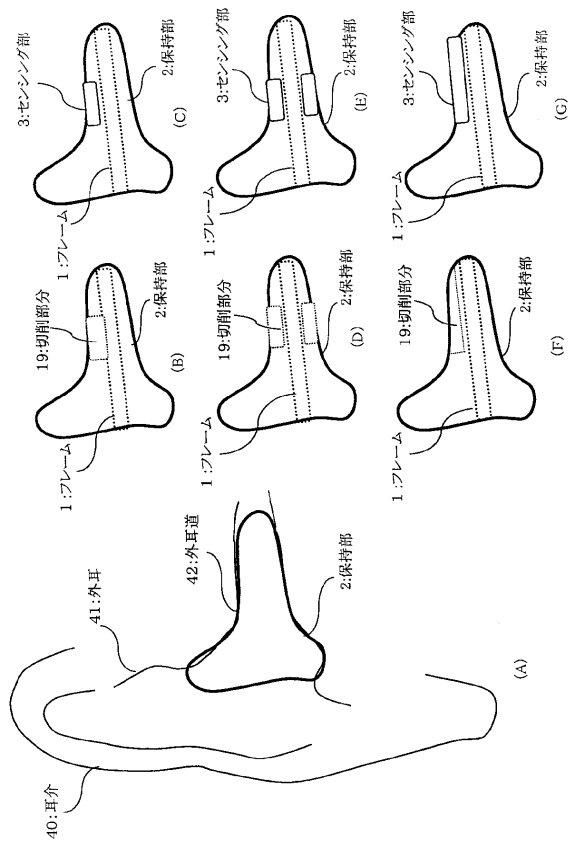 40:耳介
41:外耳
42:外耳道
2:保持部
(A)
1:フレーム
19:切削部分
2:保持部
(B)
1:フレーム
3:センシング部
2:保持部
(C)
1:フレーム
19:切削部分
2:保持部
(D)
1:フレーム
3:センシング部
2:保持部
(E)
1:フレーム
19:切削部分
2:保持部
(F)
1:フレーム
3:センシング部
2:保持部
(G)